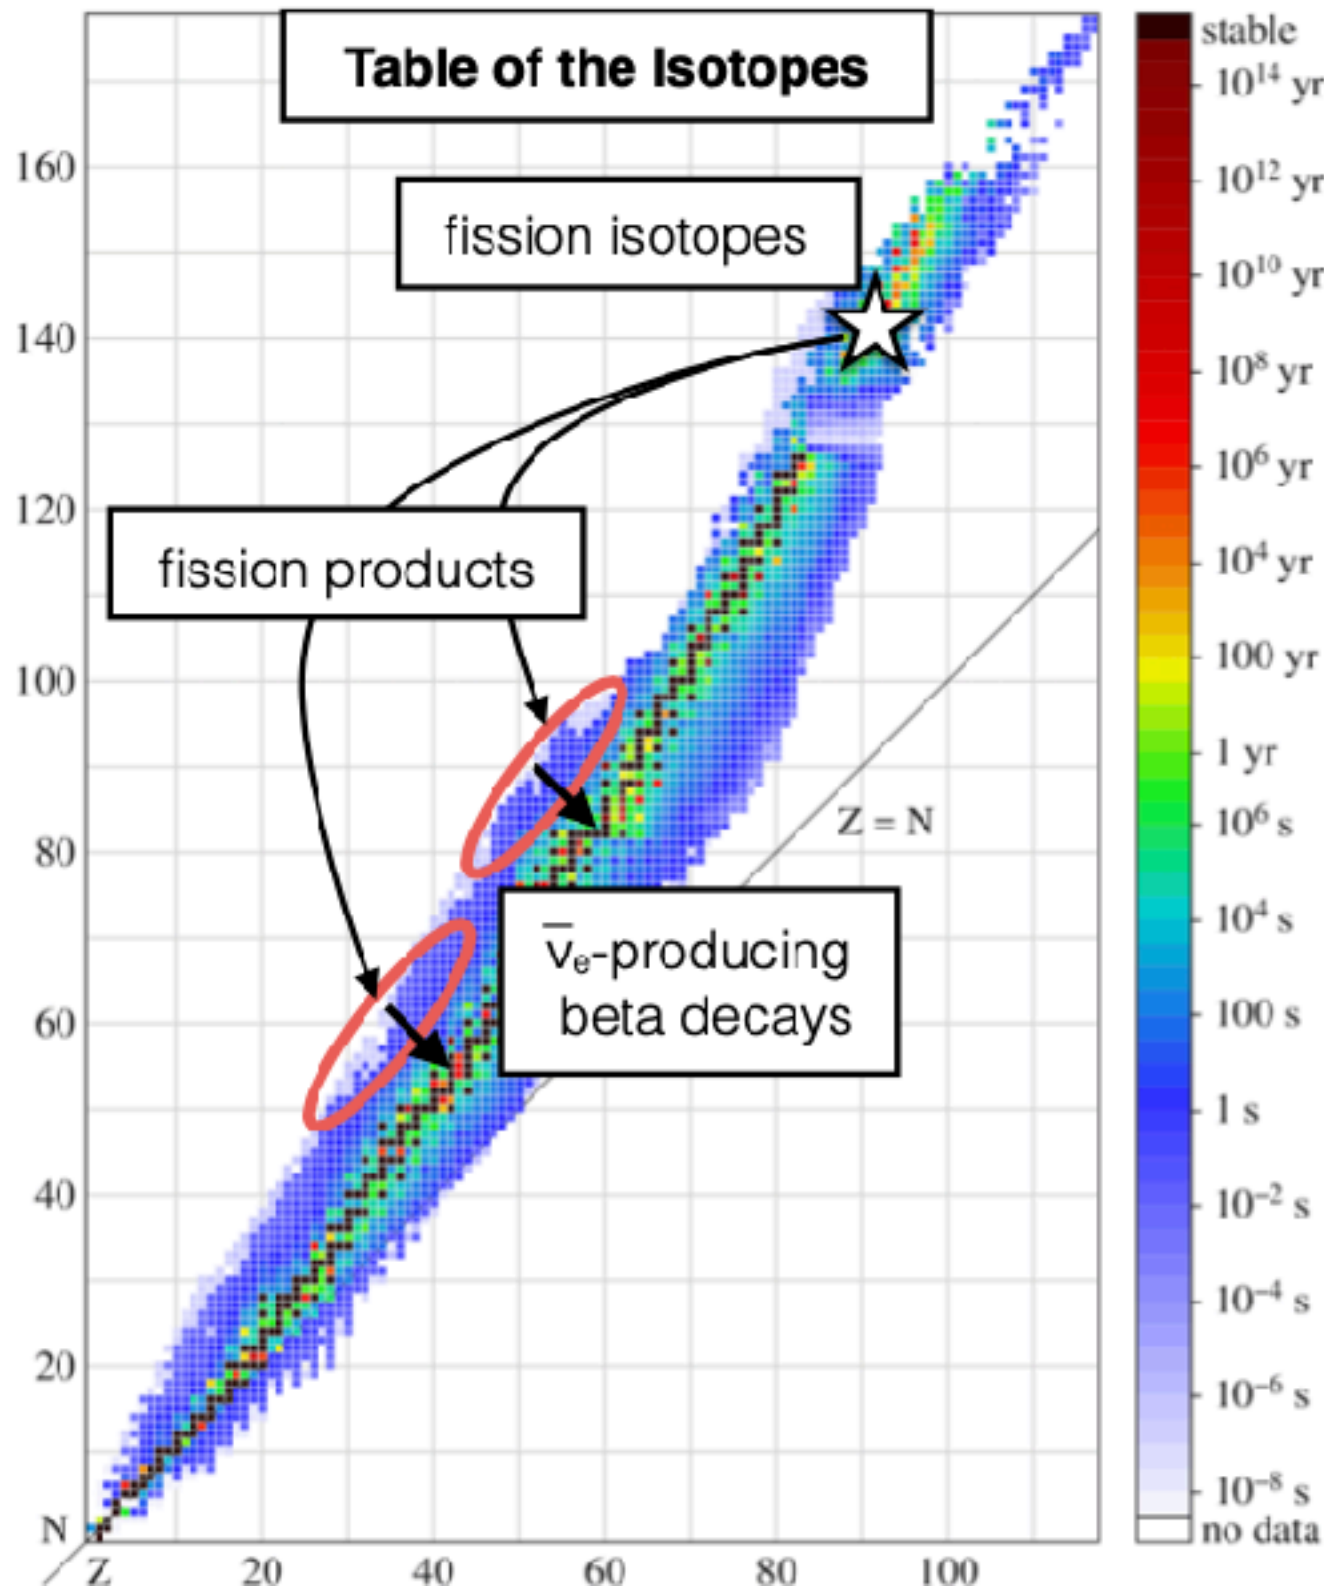 Table of the Isotopes
fission isotopes
fission products
ν̅ₑ-producing
beta decays
Z = N
160
140
120
100
80
60
40
20
N
Z
20
40
60
80
100
stable
10¹⁴ yr
10¹² yr
10¹⁰ yr
10⁸ yr
10⁶ yr
10⁴ yr
100 yr
1 yr
10⁶ s
10⁴ s
100 s
1 s
10⁻² s
10⁻⁴ s
10⁻⁶ s
10⁻⁸ s
no data